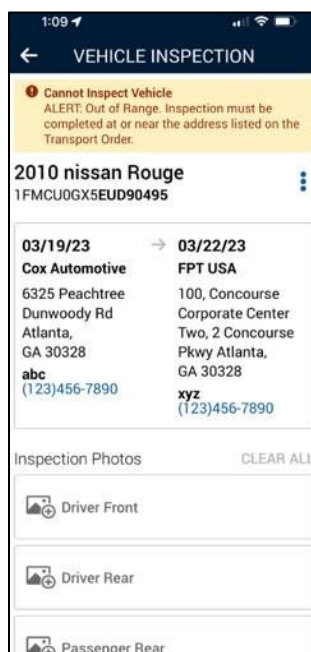 1:09
VEHICLE INSPECTION
Cannot Inspect Vehicle
ALERT: Out of Range. Inspection must be
completed at or near the address listed on the
Transport Order.
2010 nissan Rouge
1FMCU0GX5EUD90495
03/19/23 → 03/22/23
Cox Automotive
6325 Peachtree
Dunwoody Rd
Atlanta,
GA 30328
abc
(123)456-7890
FPT USA
100, Concourse
Corporate Center
Two, 2 Concourse
Pkwy Atlanta,
GA 30328
xyz
(123)456-7890
Inspection Photos
CLEAR ALL
Driver Front
Driver Rear
Passenger Rear